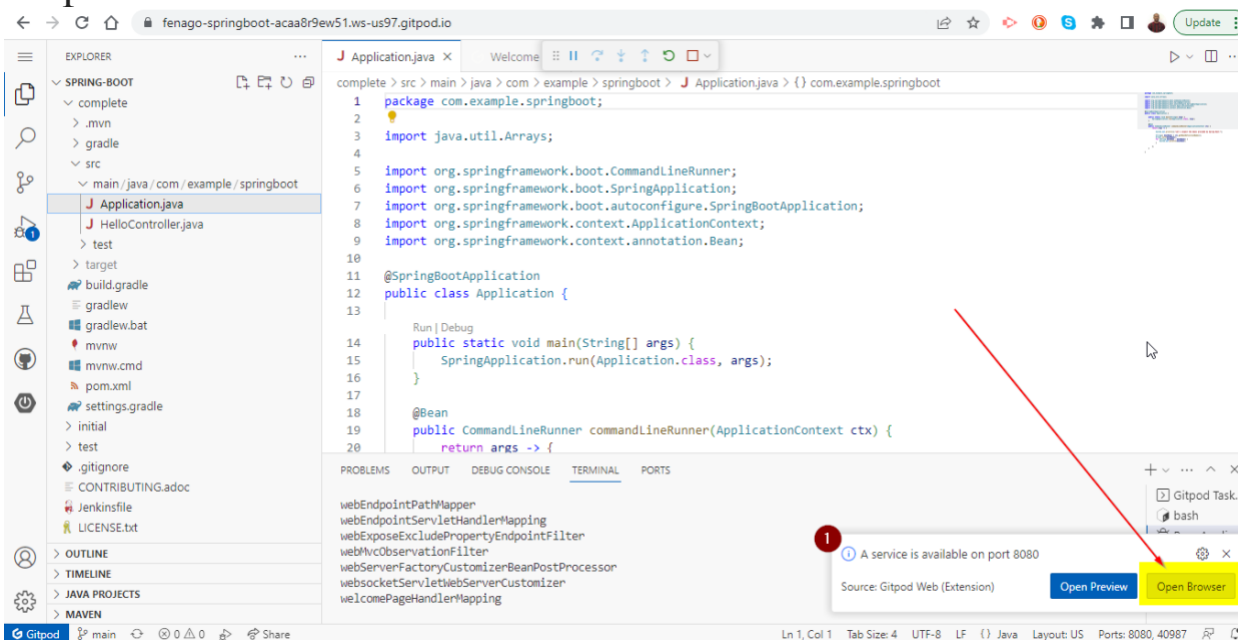 fenago-springboot-acaa8r9ew51.ws-us97.gitpod.io
Update
EXPLORER
SPRING-BOOT
complete
.mvn
gradle
src
main / java / com / example / springboot
J Application.java
J HelloController.java
test
target
build.gradle
gradlew
gradlew.bat
mvnw
mvnw.cmd
pom.xml
settings.gradle
initial
test
.gitignore
CONTRIBUTING.adoc
Jenkinsfile
LICENSE.txt
OUTLINE
TIMELINE
JAVA PROJECTS
MAVEN
J Application.java
Welcome
complete > src > main > java > com > example > springboot > J Application.java > {} com.example.springboot
1 package com.example.springboot;
2
3 import java.util.Arrays;
4
5 import org.springframework.boot.CommandLineRunner;
6 import org.springframework.boot.SpringApplication;
7 import org.springframework.boot.autoconfigure.SpringBootApplication;
8 import org.springframework.context.ApplicationContext;
9 import org.springframework.context.annotation.Bean;
10
11 @SpringBootApplication
12 public class Application {
13
Run | Debug
14 public static void main(String[] args) {
15 SpringApplication.run(Application.class, args);
16 }
17
18 @Bean
19 public CommandLineRunner commandLineRunner(ApplicationContext ctx) {
20 return args -> {
PROBLEMS OUTPUT DEBUG CONSOLE TERMINAL PORTS
webEndpointPathMapper
webEndpointServletHandlerMapping
webExposeExcludePropertyEndpointFilter
webMvcObservationFilter
webServerFactoryCustomizerBeanPostProcessor
websocketServletWebServerCustomizer
welcomePageHandlerMapping
Gitpod Task.
bash
1
A service is available on port 8080
Source: Gitpod Web (Extension)
Open Preview
Open Browser
Gitpod main 0 0 0 Share
Ln 1, Col 1 Tab Size: 4 UTF-8 LF {} Java Layout: US Ports: 8080, 40987